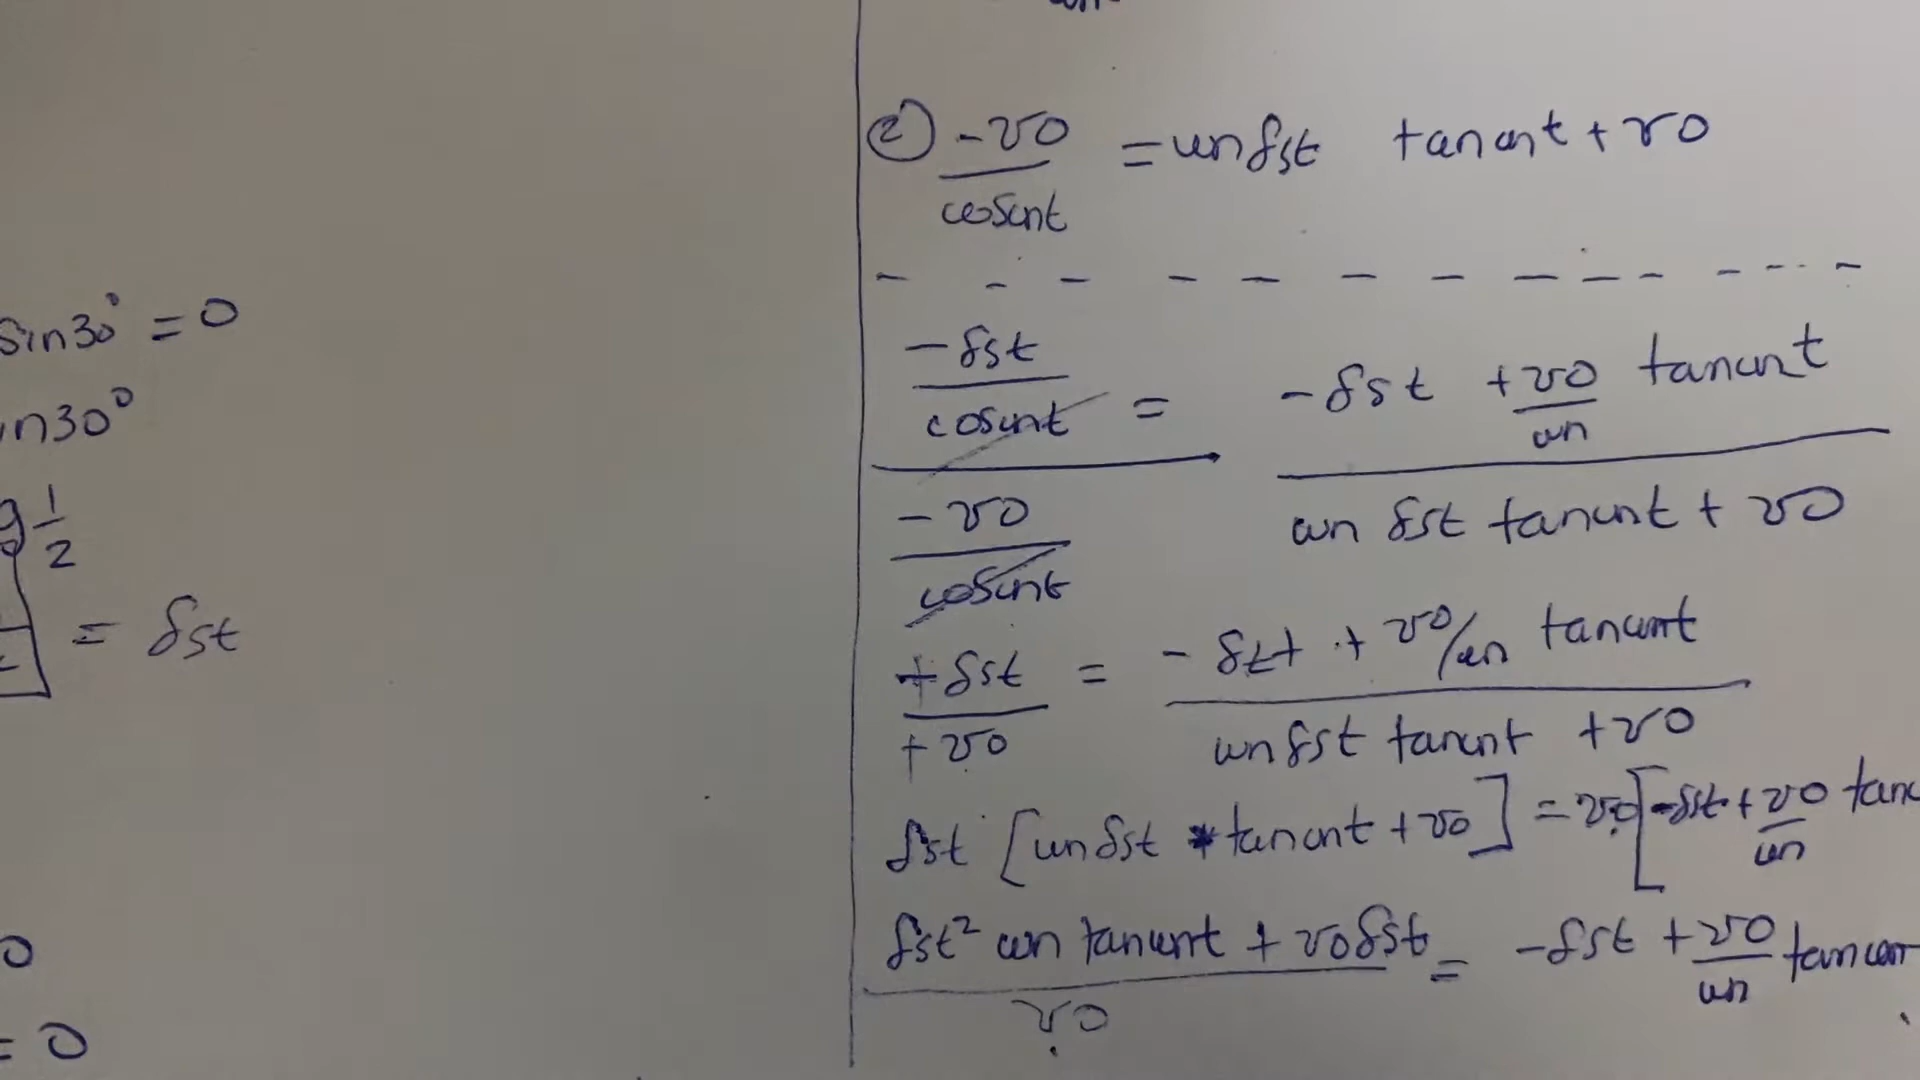 sin30° = 0
in30°
g 1/2
= δst
0
= 0
② -v0/cosωnt = ωnδst tanωnt + v0
(-δst/cosωnt)/(-v0/cosωnt) = (-δst + v0/ωn tanωnt)/(ωn δst tanωnt + v0)
+δst/+v0 = (-δst + v0/ωn tanωnt)/(ωnδst tanωnt + v0)
δst [ωnδst * tanωnt + v0] = v0[-δst + v0/ωn tan
(δst² ωn tanωnt + v0δst)/v0 = -δst + v0/ωn tanωn